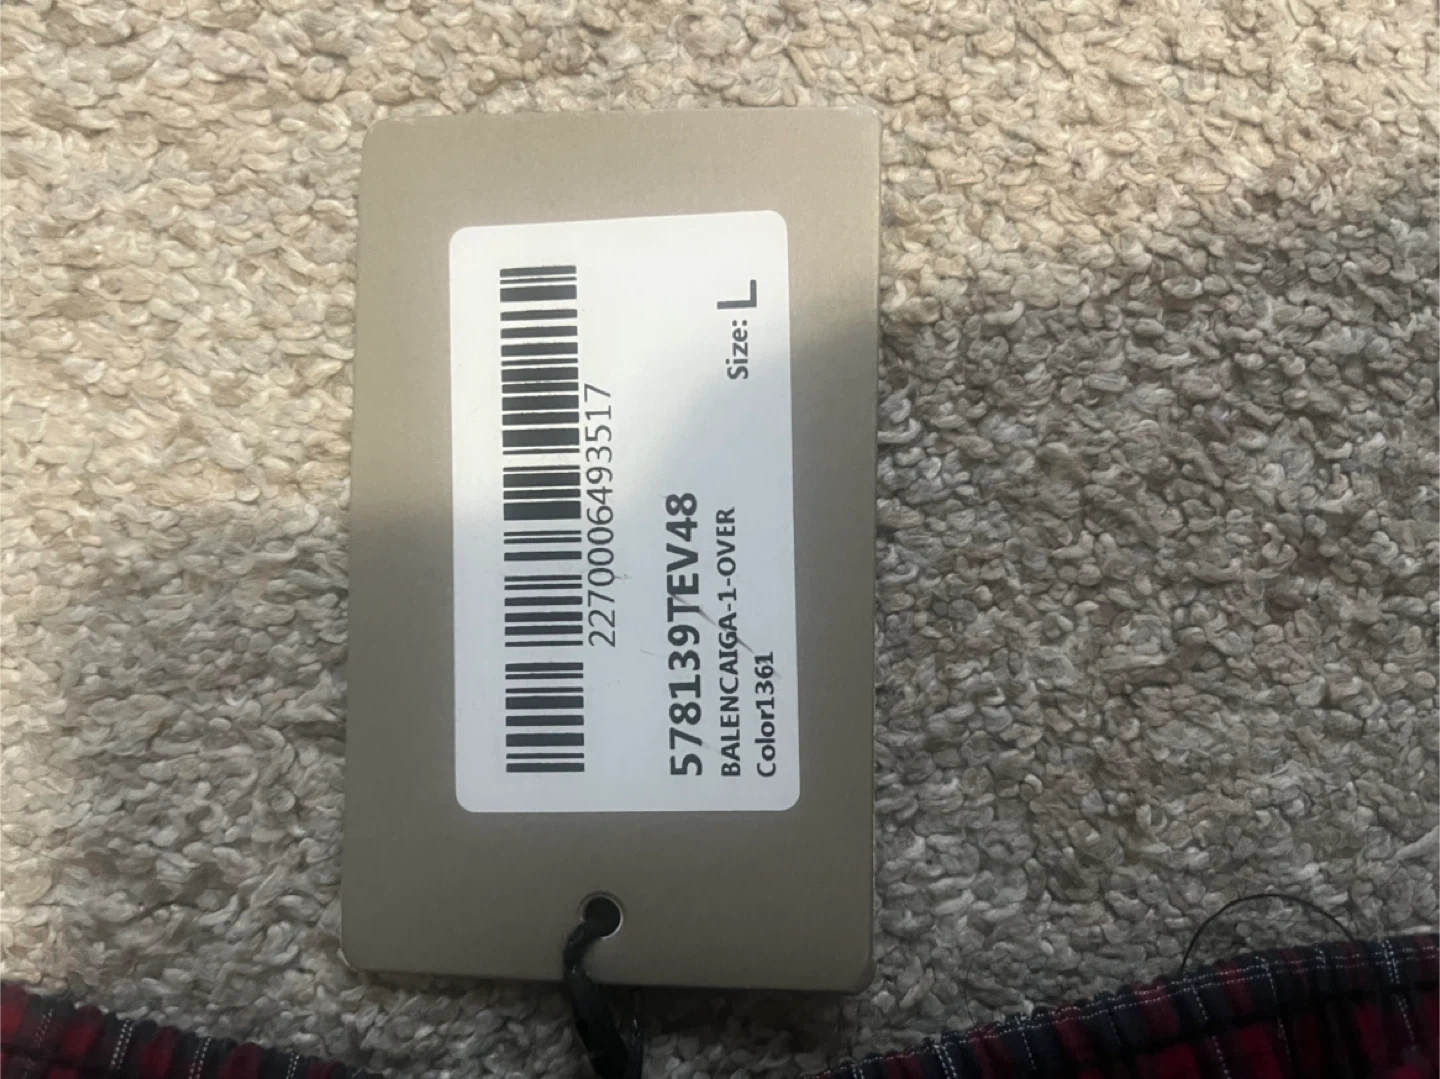 2270006493517
578139TEV48
BALENCAIGA-1-OVER
Color1361
Size: L